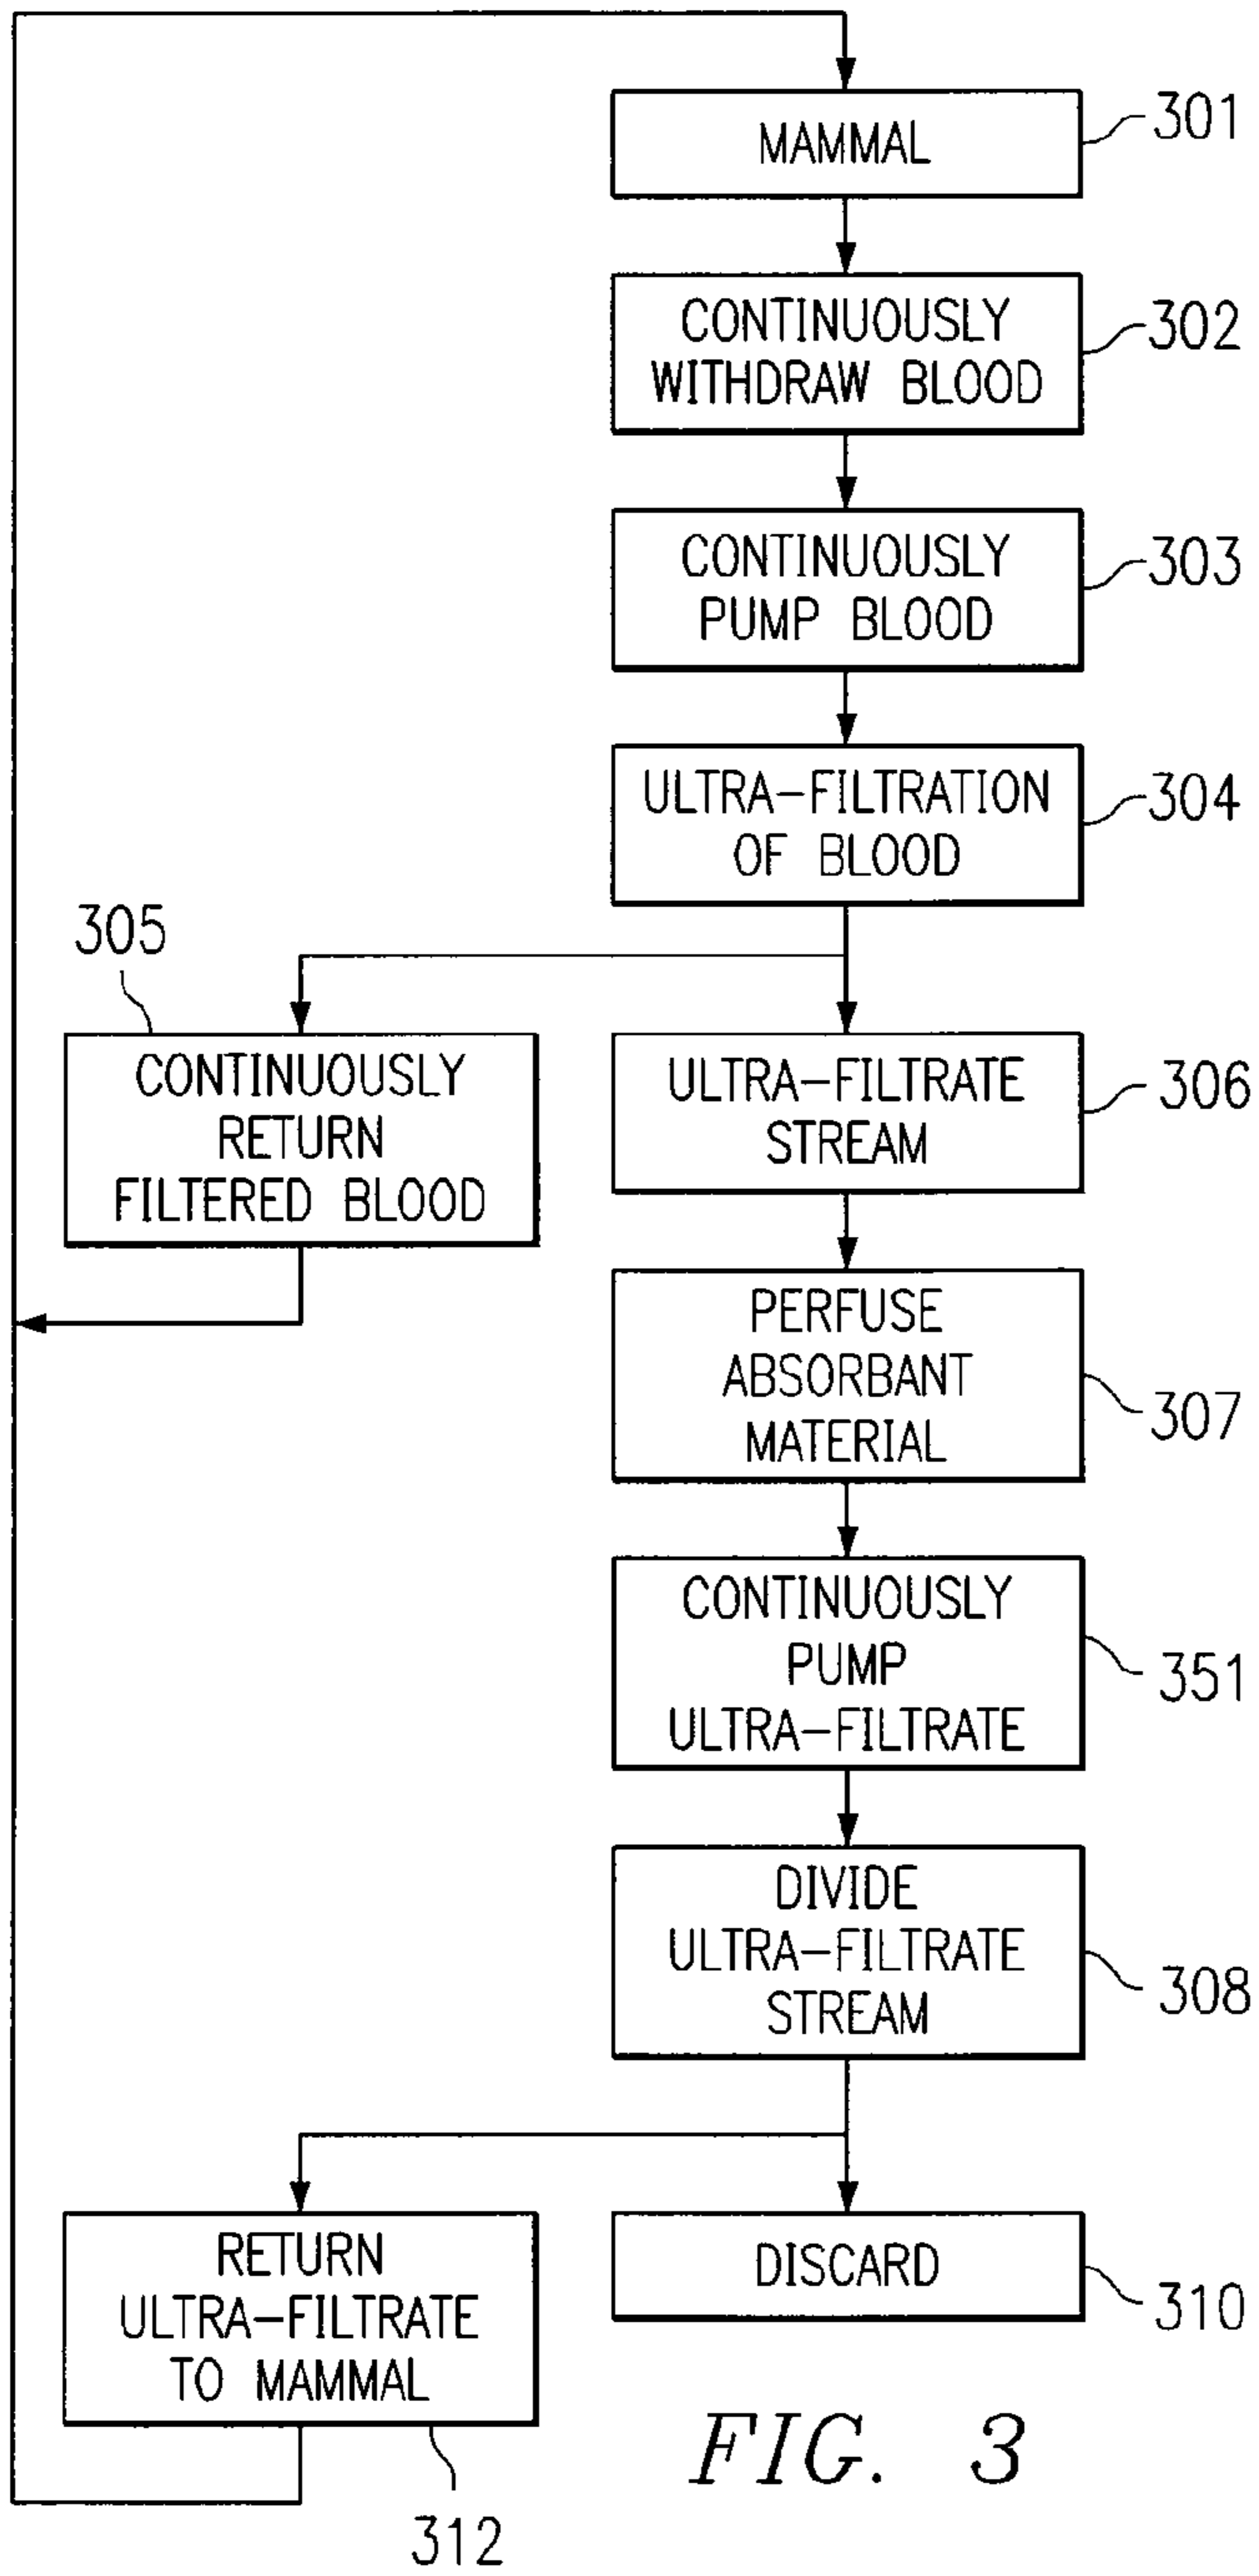 MAMMAL
301
CONTINUOUSLY
WITHDRAW BLOOD
302
CONTINUOUSLY
PUMP BLOOD
303
ULTRA-FILTRATION
OF BLOOD
304
305
CONTINUOUSLY
RETURN
FILTERED BLOOD
ULTRA-FILTRATE
STREAM
306
PERFUSE
ABSORBANT
MATERIAL
307
CONTINUOUSLY
PUMP
ULTRA-FILTRATE
351
DIVIDE
ULTRA-FILTRATE
STREAM
308
RETURN
ULTRA-FILTRATE
TO MAMMAL
312
DISCARD
310
FIG. 3